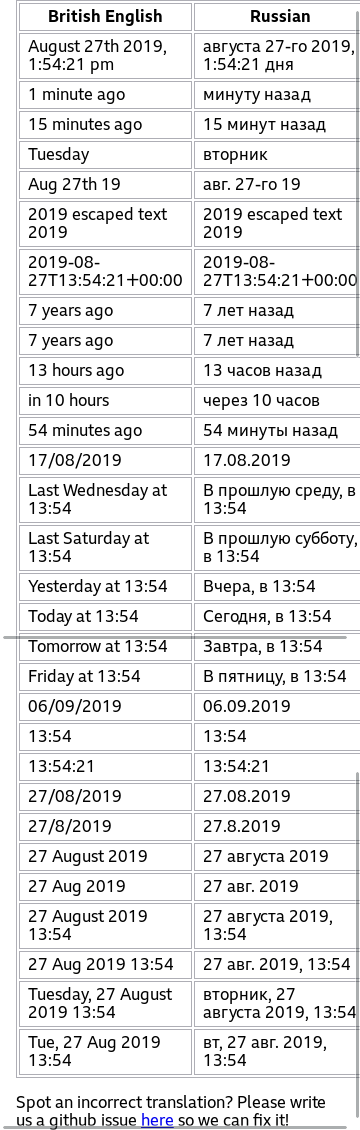 British English Russian
August 27th 2019, августа 27-го 2019,
1:54:21 pm 1:54:21 дня
1 minute ago минуту назад
15 minutes ago 15 минут назад
Tuesday вторник
Aug 27th 19 авг. 27-го 19
2019 escaped text 2019 escaped text
2019 2019
2019-08- 2019-08-
27T13:54:21+00:00 27T13:54:21+00:00
7 years ago 7 лет назад
7 years ago 7 лет назад
13 hours ago 13 часов назад
in 10 hours через 10 часов
54 minutes ago 54 минуты назад
17/08/2019 17.08.2019
Last Wednesday at В прошлую среду, в
13:54 13:54
Last Saturday at В прошлую субботу,
13:54 в 13:54
Yesterday at 13:54 Вчера, в 13:54
Today at 13:54 Сегодня, в 13:54
Tomorrow at 13:54 Завтра, в 13:54
Friday at 13:54 В пятницу, в 13:54
06/09/2019 06.09.2019
13:54 13:54
13:54:21 13:54:21
27/08/2019 27.08.2019
27/8/2019 27.8.2019
27 August 2019 27 августа 2019
27 Aug 2019 27 авг. 2019
27 August 2019 27 августа 2019,
13:54 13:54
27 Aug 2019 13:54 27 авг. 2019, 13:54
Tuesday, 27 August вторник, 27
2019 13:54 августа 2019, 13:54
Tue, 27 Aug 2019 вт, 27 авг. 2019,
13:54 13:54
Spot an incorrect translation? Please write
us a github issue here so we can fix it!